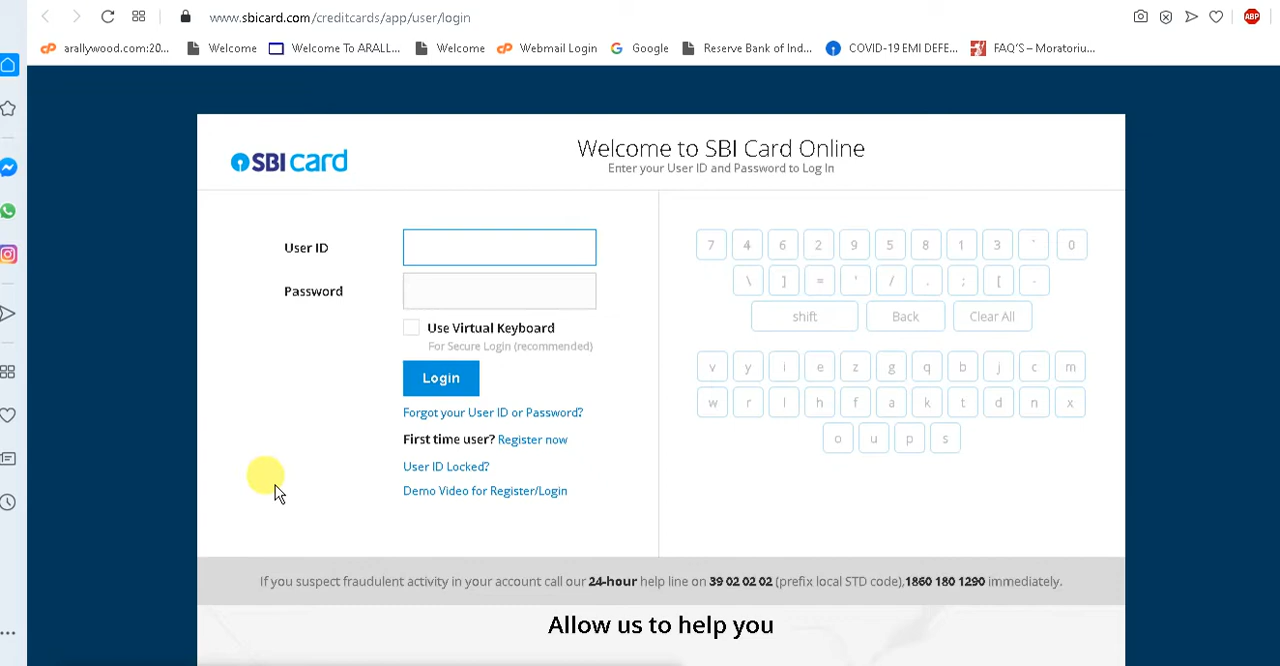 www.sbicard.com/creditcards/app/user/login
ABP
arallywood.com:20... Welcome Welcome To ARALL... Welcome Webmail Login Google Reserve Bank of Ind... COVID-19 EMI DEFE... FAQ'S – Moratoriu...
SBI card
Welcome to SBI Card Online
Enter your User ID and Password to Log In
User ID
Password
Use Virtual Keyboard
For Secure Login (recommended)
Login
Forgot your User ID or Password?
First time user? Register now
User ID Locked?
Demo Video for Register/Login
7 4 6 2 9 5 8 1 3 ` 0
\ ] = ' / . ; [ -
shift Back Clear All
v y i e z g q b j c m
w r l h f a k t d n x
o u p s
If you suspect fraudulent activity in your account call our 24-hour help line on 39 02 02 02 (prefix local STD code),1860 180 1290 immediately.
Allow us to help you